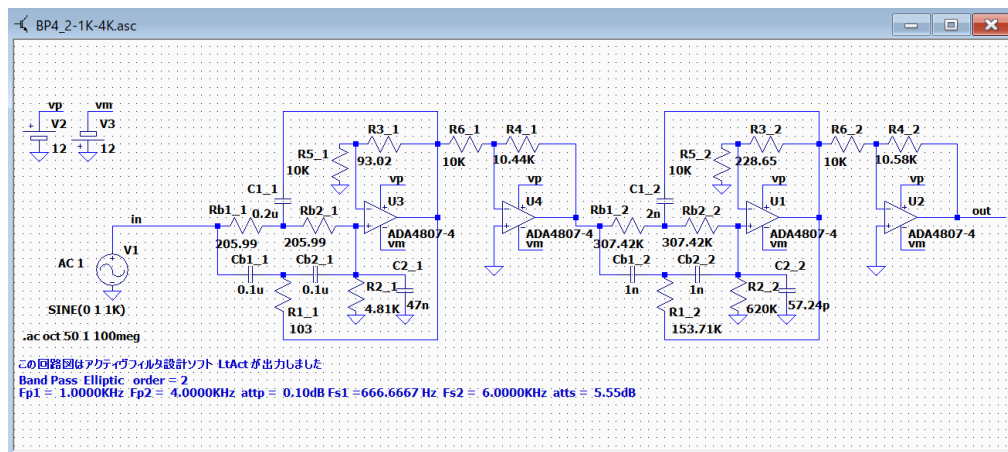 BP4_2-1K-4K.asc
vp
vm
V2
V3
+
+
12
12
R3_1
R6_1
R4_1
R3_2
R6_2
R4_2
R5_1
93.02
10K
10.44K
R5_2
228.65
10K
10.58K
10K
10K
vp
vp
vp
vp
C1_1
U3
U4
C1_2
U1
U2
in
Rb1_1
0.2u
Rb2_1
Rb1_2
2n
Rb2_2
out
205.99
205.99
ADA4807-4
ADA4807-4
307.42K
307.42K
ADA4807-4
ADA4807-4
vm
vm
vm
vm
V1
Cb1_1
Cb2_1
C2_1
Cb1_2
Cb2_2
C2_2
AC 1
0.1u
0.1u
R2_1
1n
1n
R2_2
47n
57.24p
SINE(0 1 1K)
R1_1
4.81K
R1_2
620K
103
153.71K
.ac oct 50 1 100meg
この回路図はアクティヴフィルタ設計ソフト LtAct が出力しました
Band Pass Elliptic order = 2
Fp1 = 1.0000KHz Fp2 = 4.0000KHz attp = 0.10dB Fs1 =666.6667 Hz Fs2 = 6.0000KHz atts = 5.55dB